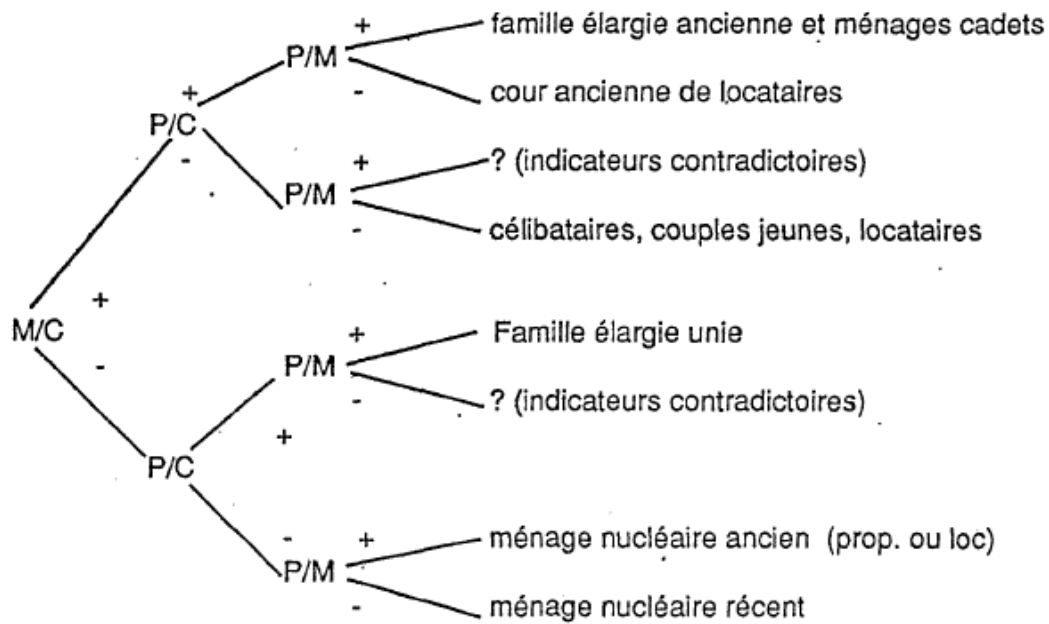 + famille élargie ancienne et ménages cadets
P/M
+ - cour ancienne de locataires
P/C
- + ? (indicateurs contradictoires)
P/M
- célibataires, couples jeunes, locataires
+
M/C + Famille élargie unie
- P/M
- ? (indicateurs contradictoires)
+
P/C
- + ménage nucléaire ancien (prop. ou loc)
P/M
- ménage nucléaire récent